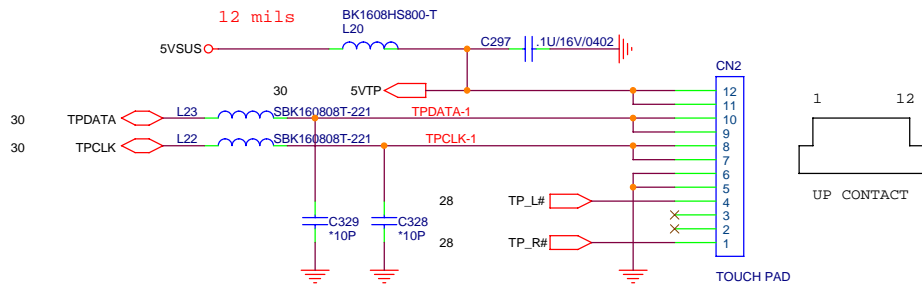 12 mils
BK1608HS800-T
L20
5VSUS
C297
.1U/16V/0402
CN2
30
5VTP
12
11
10
9
8
7
6
5
4
3
2
1
30
TPDATA
L23
SBK160808T-221
TPDATA-1
30
TPCLK
L22
SBK160808T-221
TPCLK-1
1
12
UP CONTACT
28
TP_L#
C329
*10P
C328
*10P
28
TP_R#
TOUCH PAD